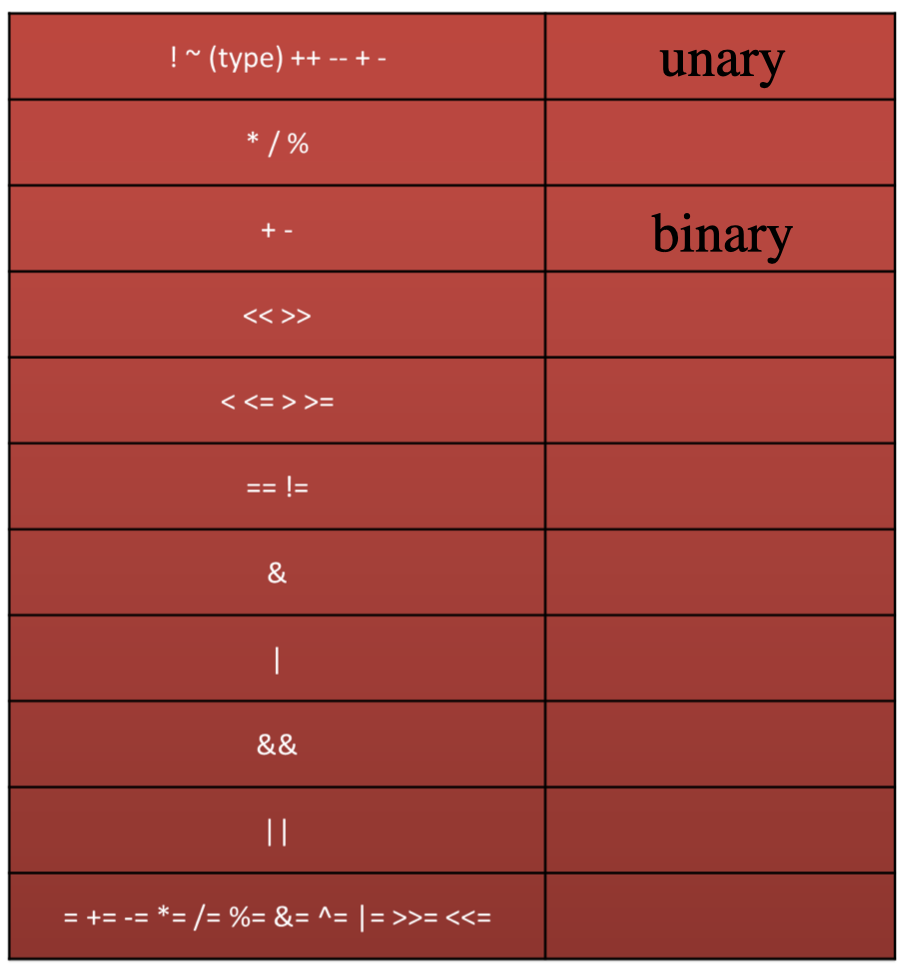 ! ~ (type) ++ -- + - unary
* / %
+ - binary
<< >>
< <= > >=
== !=
&
|
&&
||
= += -= *= /= %= &= ^= |= >>= <<=